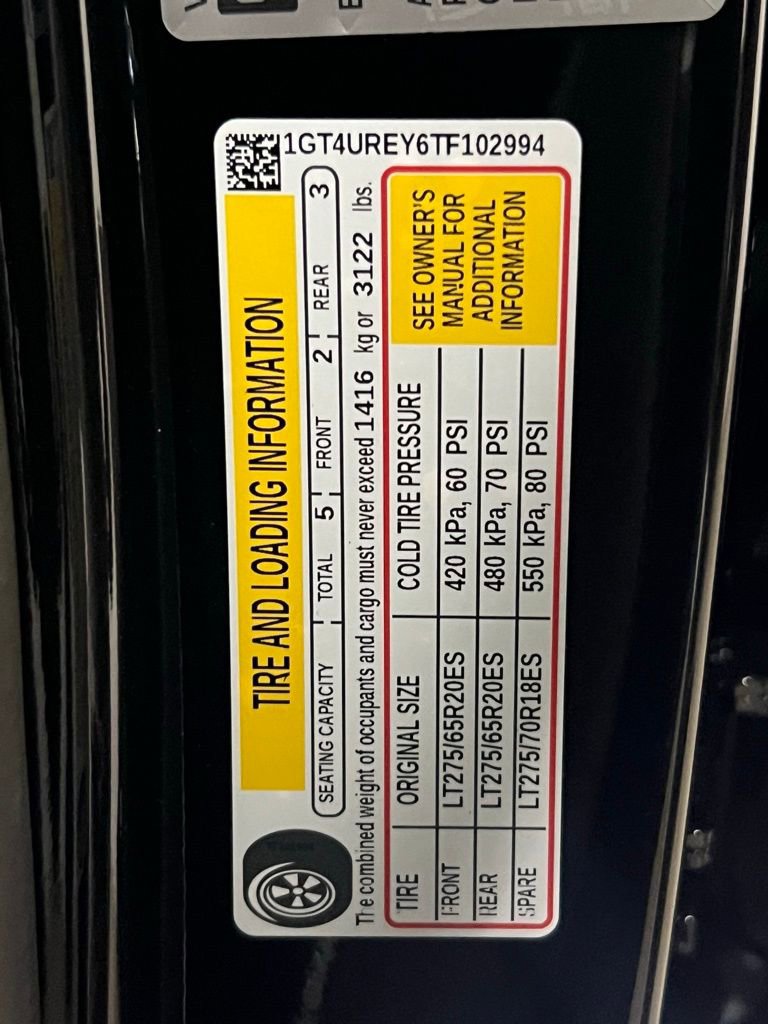 1GT4UREY6TF102994
TIRE AND LOADING INFORMATION
SEATING CAPACITY TOTAL 5 FRONT 2 REAR 3
The combined weight of occupants and cargo must never exceed 1416 kg or 3122 lbs.
TIRE ORIGINAL SIZE COLD TIRE PRESSURE
FRONT LT275/65R20ES 420 kPa, 60 PSI
REAR LT275/65R20ES 480 kPa, 70 PSI
SPARE LT275/70R18ES 550 kPa, 80 PSI
SEE OWNER'S
MANUAL FOR
ADDITIONAL
INFORMATION